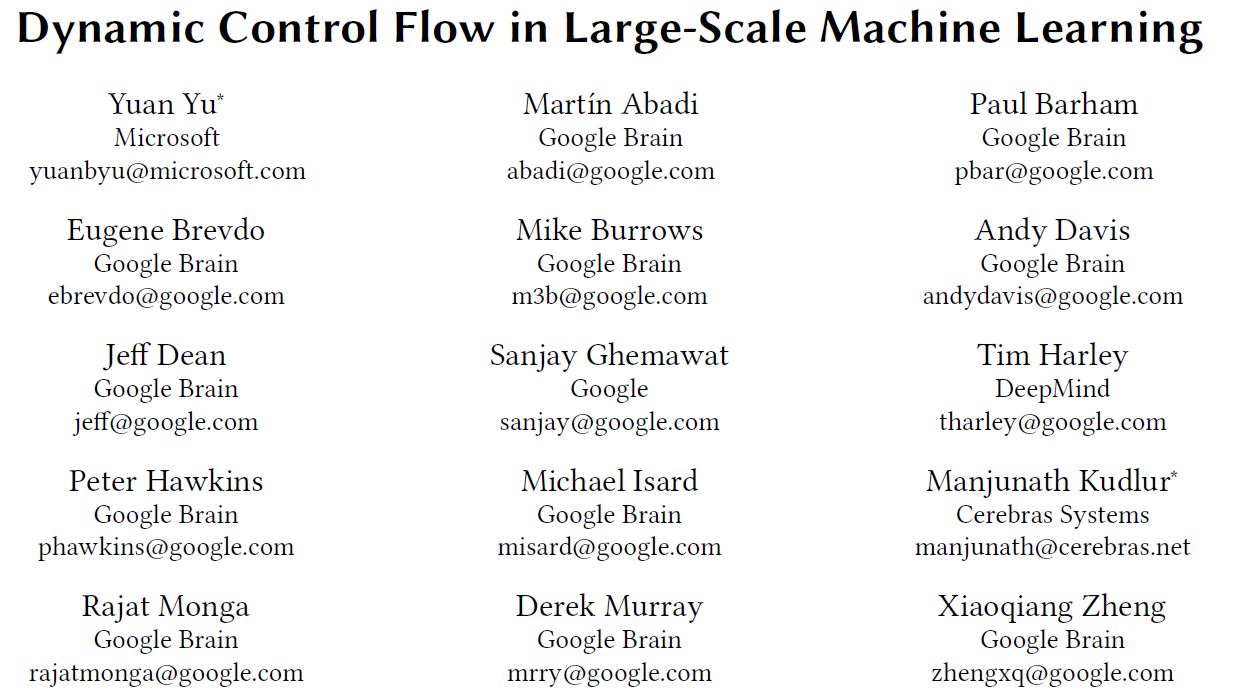 Dynamic Control Flow in Large-Scale Machine Learning
Yuan Yu*
Microsoft
yuanbyu@microsoft.com
Martín Abadi
Google Brain
abadi@google.com
Paul Barham
Google Brain
pbar@google.com
Eugene Brevdo
Google Brain
ebrevdo@google.com
Mike Burrows
Google Brain
m3b@google.com
Andy Davis
Google Brain
andydavis@google.com
Jeff Dean
Google Brain
jeff@google.com
Sanjay Ghemawat
Google
sanjay@google.com
Tim Harley
DeepMind
tharley@google.com
Peter Hawkins
Google Brain
phawkins@google.com
Michael Isard
Google Brain
misard@google.com
Manjunath Kudlur*
Cerebras Systems
manjunath@cerebras.net
Rajat Monga
Google Brain
rajatmonga@google.com
Derek Murray
Google Brain
mrry@google.com
Xiaoqiang Zheng
Google Brain
zhengxq@google.com